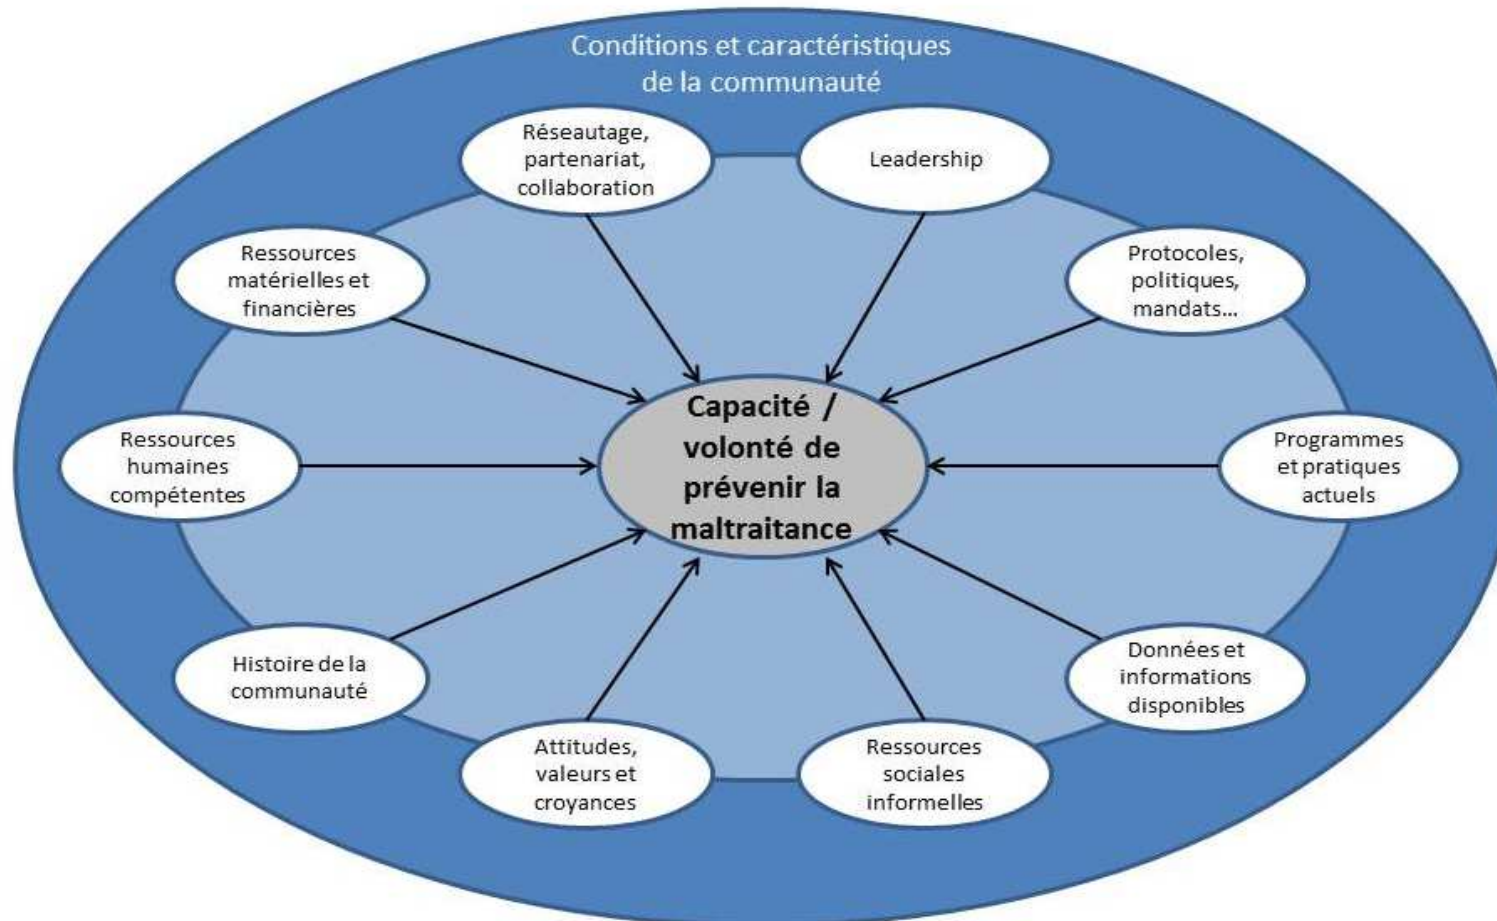 Conditions et caractéristiques
de la communauté
Réseautage,
partenariat,
collaboration
Leadership
Ressources
matérielles et
financières
Protocoles,
politiques,
mandats...
Capacité /
volonté de
prévenir la
maltraitance
Ressources
humaines
compétentes
Programmes
et pratiques
actuels
Histoire de la
communauté
Données et
informations
disponibles
Attitudes,
valeurs et
croyances
Ressources
sociales
informelles